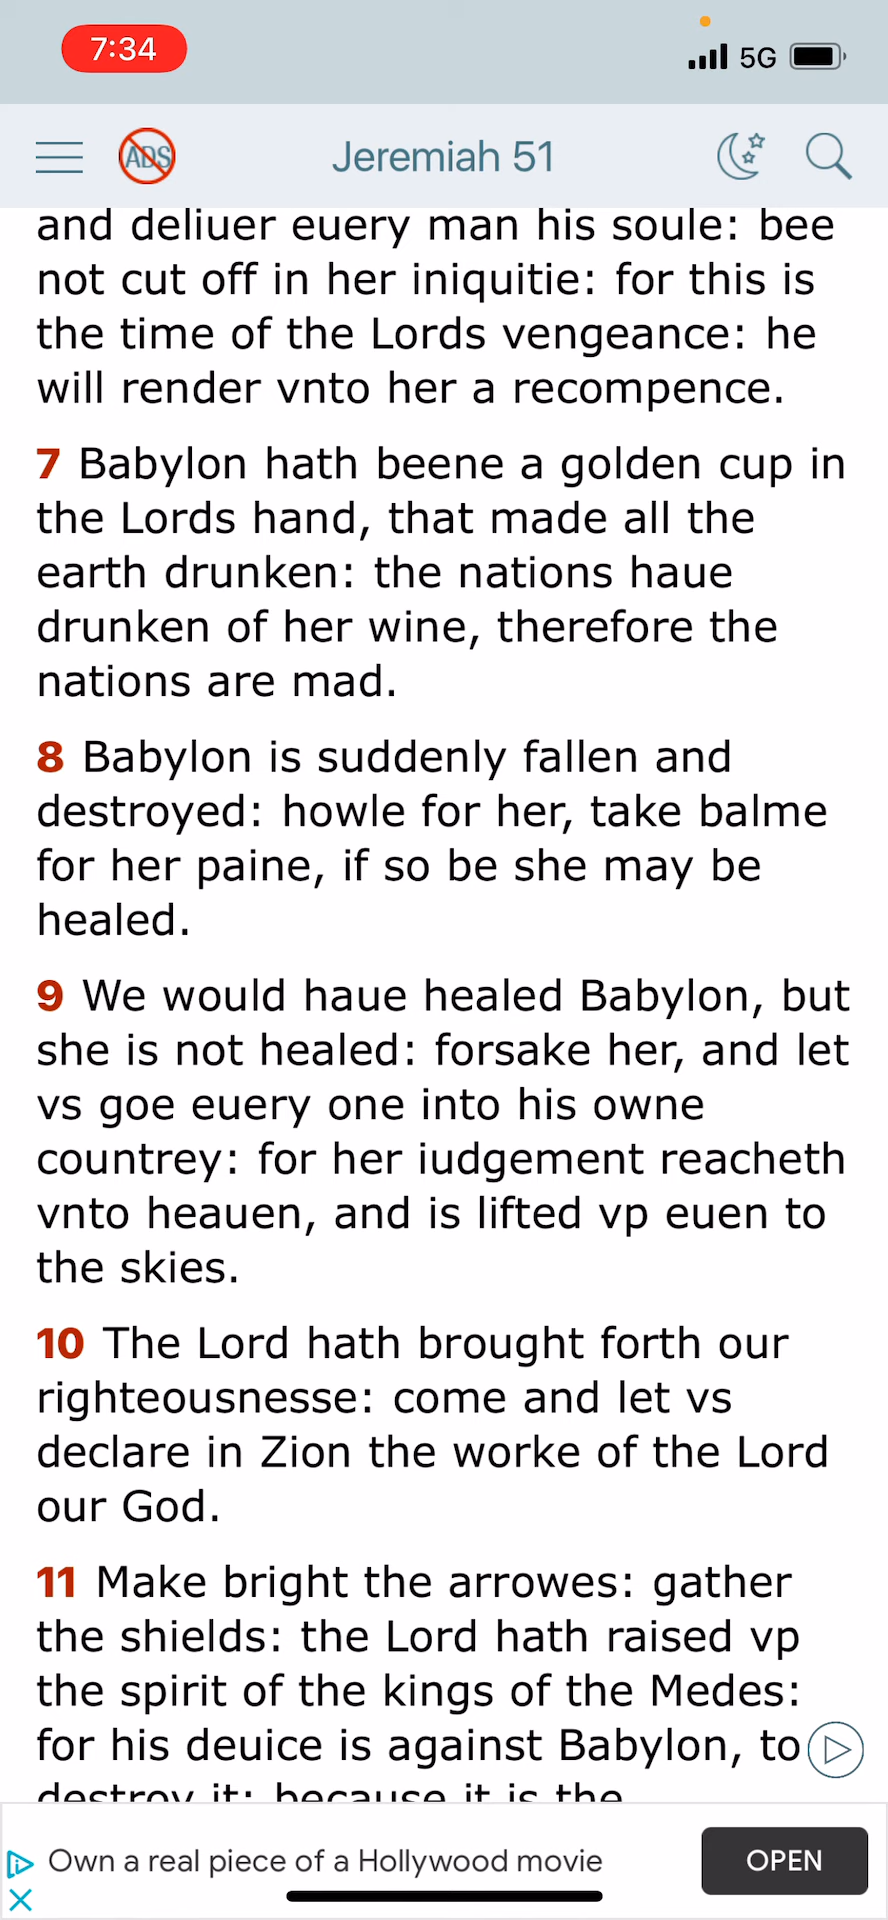 7:34
5G
ADS
Jeremiah 51
and deliuer euery man his soule: bee
not cut off in her iniquitie: for this is
the time of the Lords vengeance: he
will render vnto her a recompence.
7 Babylon hath beene a golden cup in
the Lords hand, that made all the
earth drunken: the nations haue
drunken of her wine, therefore the
nations are mad.
8 Babylon is suddenly fallen and
destroyed: howle for her, take balme
for her paine, if so be she may be
healed.
9 We would haue healed Babylon, but
she is not healed: forsake her, and let
vs goe euery one into his owne
countrey: for her iudgement reacheth
vnto heauen, and is lifted vp euen to
the skies.
10 The Lord hath brought forth our
righteousnesse: come and let vs
declare in Zion the worke of the Lord
our God.
11 Make bright the arrowes: gather
the shields: the Lord hath raised vp
the spirit of the kings of the Medes:
for his deuice is against Babylon, to
destroy it: because it is the
Own a real piece of a Hollywood movie
OPEN